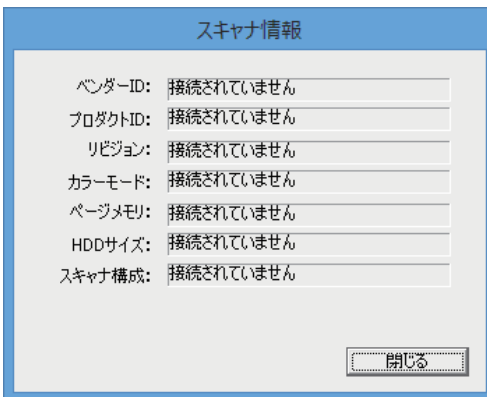 スキャナ情報
ベンダーID: 接続されていません
プロダクトID: 接続されていません
リビジョン: 接続されていません
カラーモード: 接続されていません
ページメモリ: 接続されていません
HDDサイズ: 接続されていません
スキャナ構成: 接続されていません
閉じる